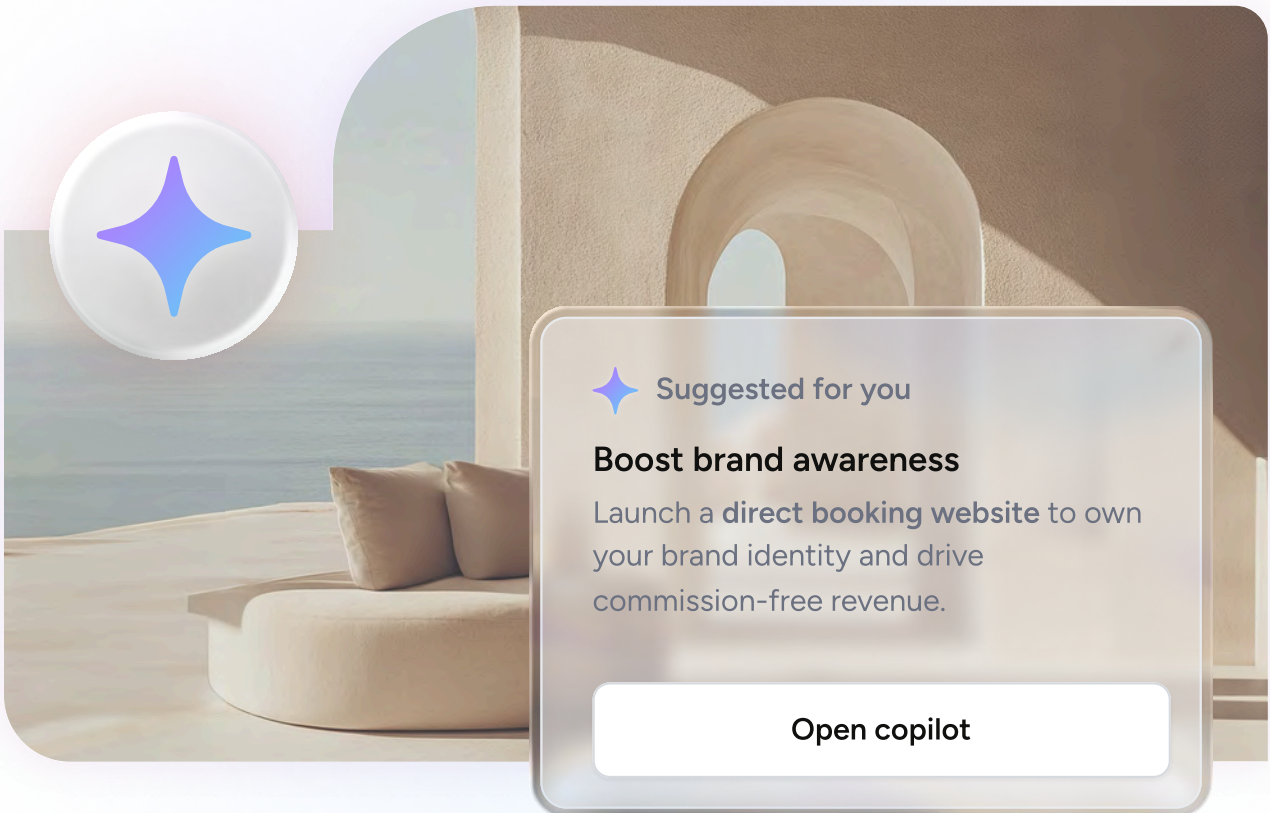 Suggested for you
Boost brand awareness
Launch a direct booking website to own
your brand identity and drive
commission-free revenue.
Open copilot